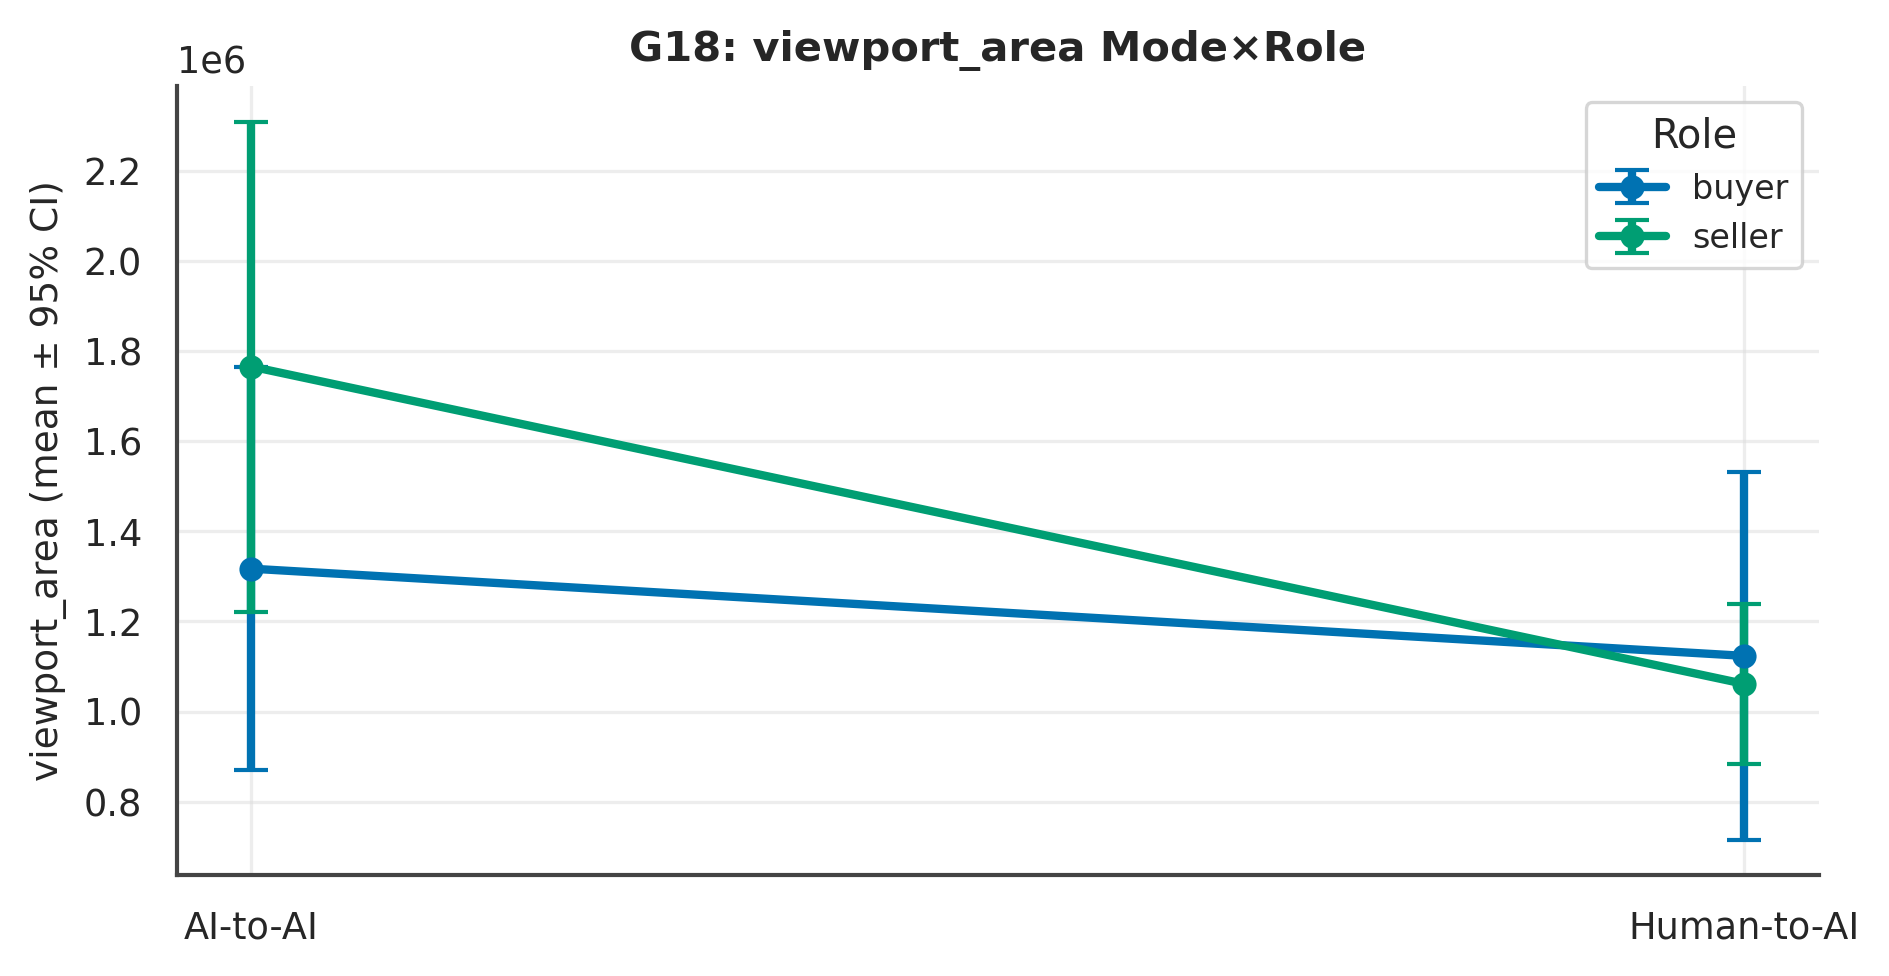 G18: viewport_area Mode×Role
1e6
viewport_area (mean ± 95% CI)
2.2
2.0
1.8
1.6
1.4
1.2
1.0
0.8
Role
buyer
seller
AI-to-AI
Human-to-AI